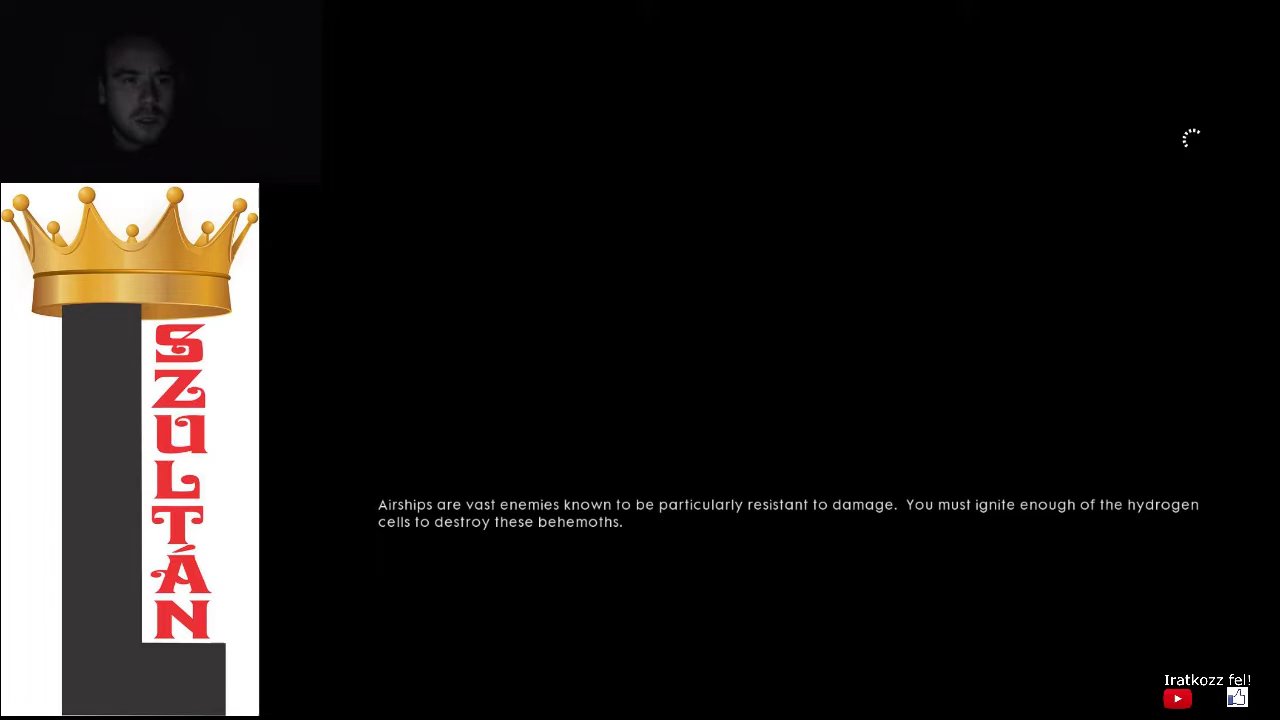 L
SZULTÁN
Airships are vast enemies known to be particularly resistant to damage.  You must ignite enough of the hydrogen
cells to destroy these behemoths.
Iratkozz fel!